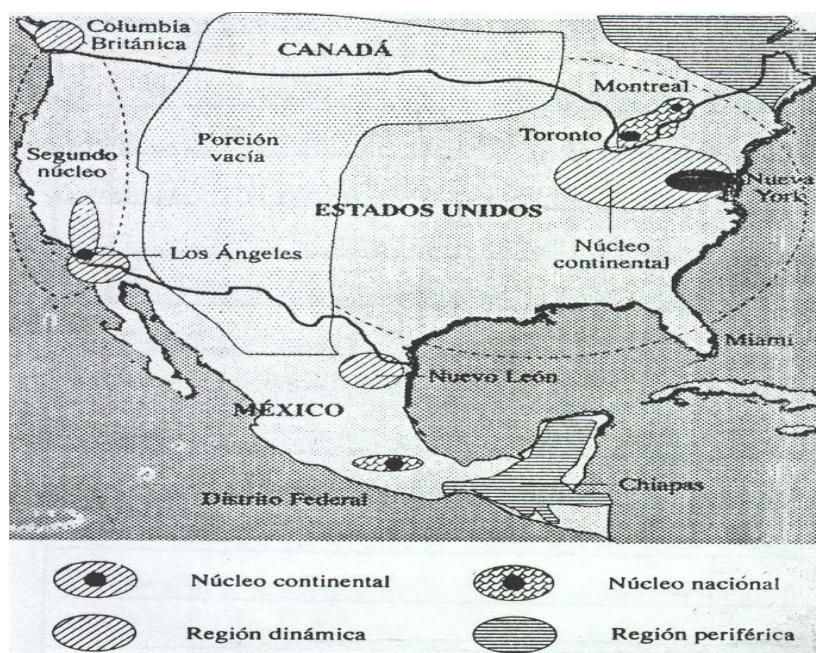 Columbia
Británica
CANADÁ
Montreal
Toronto
Porción
vacía
Segundo
núcleo
Nueva
York
ESTADOS UNIDOS
Los Ángeles
Núcleo
continental
Miami
Nuevo León
MÉXICO
Chiapas
Distrito Federal
Núcleo continental
Núcleo naciónal
Región dinámica
Región periférica